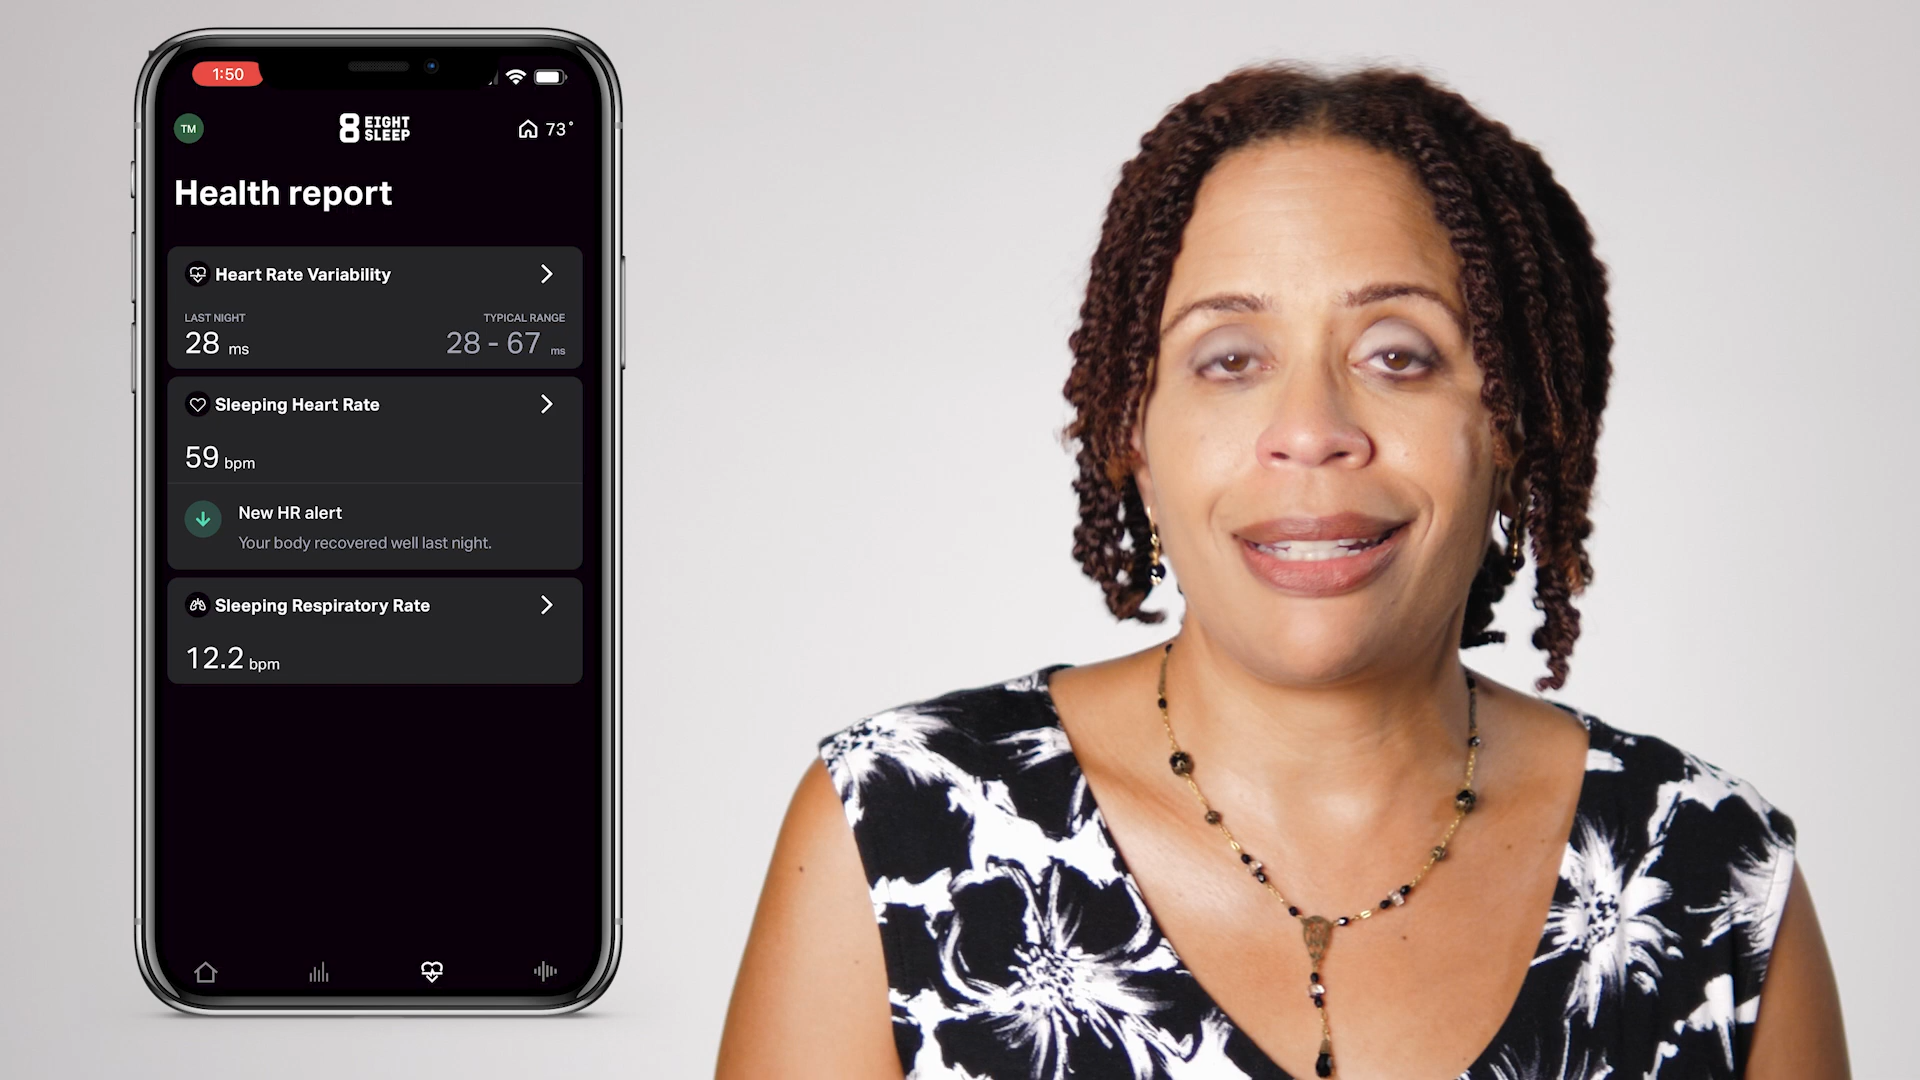 1:50
TM
8 EIGHT SLEEP
73°
Health report
Heart Rate Variability
LAST NIGHT
TYPICAL RANGE
28 ms
28 - 67 ms
Sleeping Heart Rate
59 bpm
New HR alert
Your body recovered well last night.
Sleeping Respiratory Rate
12.2 bpm